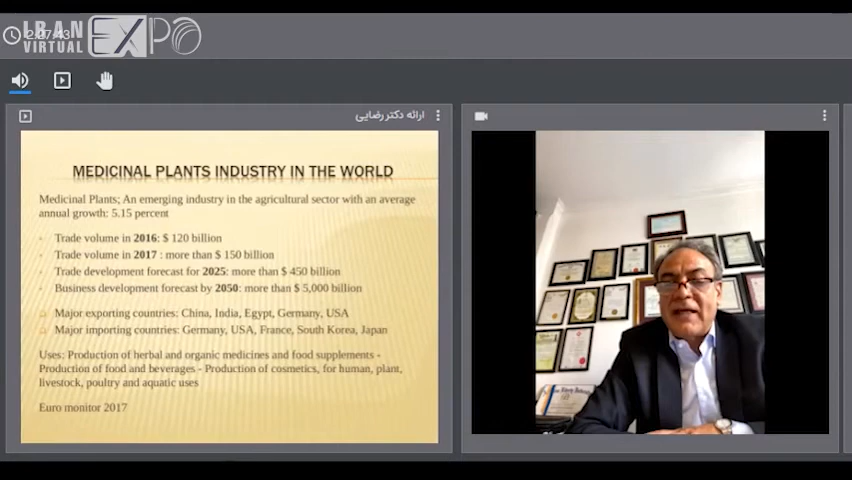 IRAN
VIRTUAL
EXPO
2:27:43
ارائه دکتر رضایی
MEDICINAL PLANTS INDUSTRY IN THE WORLD
Medicinal Plants; An emerging industry in the agricultural sector with an average
annual growth: 5.15 percent
Trade volume in 2016: $ 120 billion
Trade volume in 2017 : more than $ 150 billion
Trade development forecast for 2025: more than $ 450 billion
Business development forecast by 2050: more than $ 5,000 billion
Major exporting countries: China, India, Egypt, Germany, USA
Major importing countries: Germany, USA, France, South Korea, Japan
Uses: Production of herbal and organic medicines and food supplements -
Production of food and beverages - Production of cosmetics, for human, plant,
livestock, poultry and aquatic uses
Euro monitor 2017